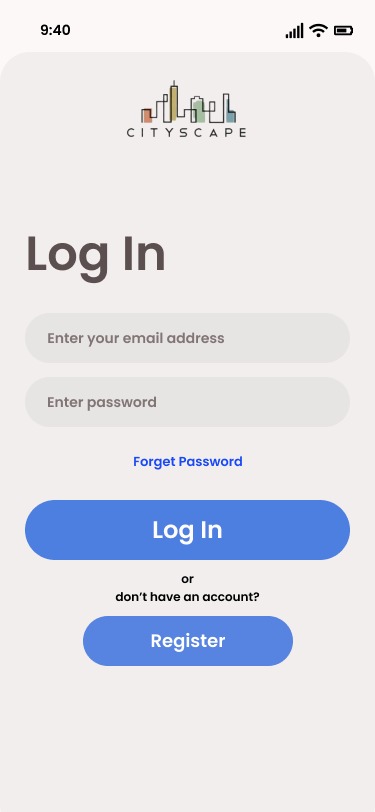 9:40
CITYSCAPE
Log In
Enter your email address
Enter password
Forget Password
Log In
or
don’t have an account?
Register